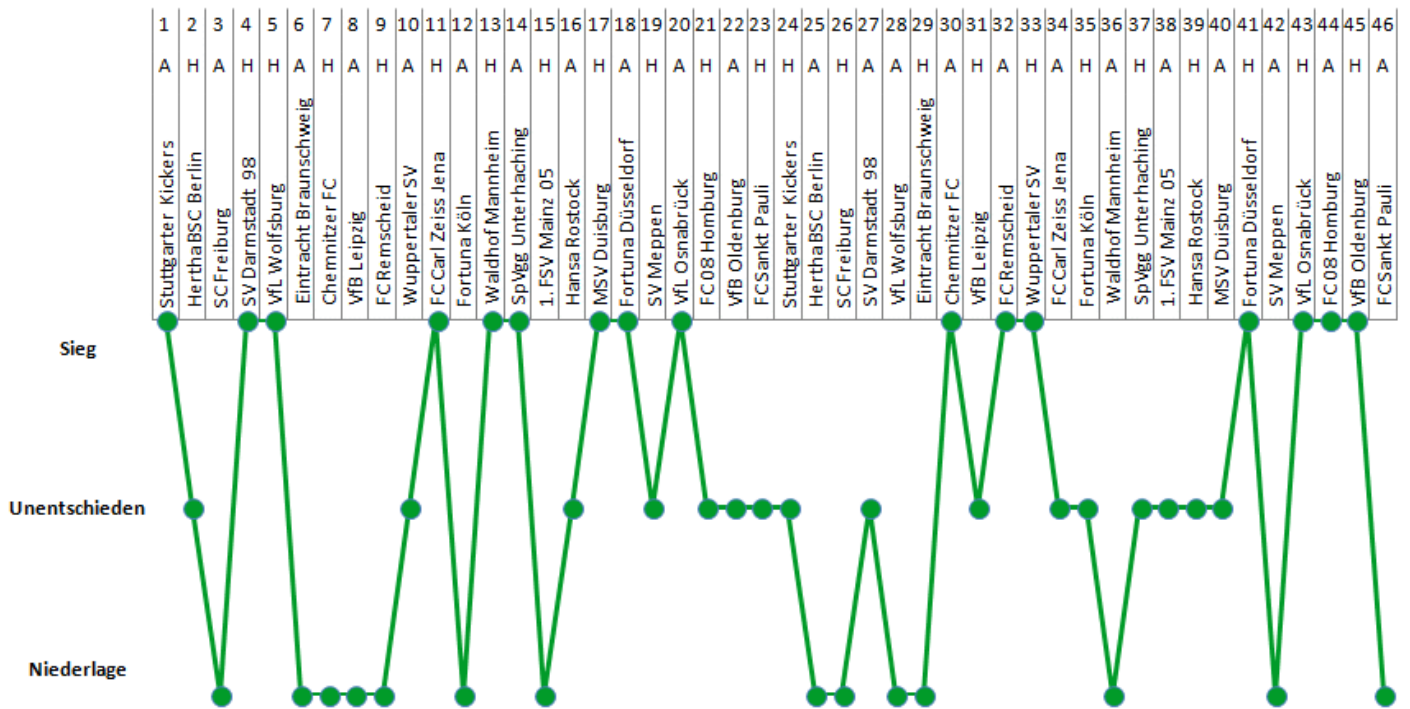 1 2 3 4 5 6 7 8 9 10 11 12 13 14 15 16 17 18 19 20 21 22 23 24 25 26 27 28 29 30 31 32 33 34 35 36 37 38 39 40 41 42 43 44 45 46
A H A H H A H A H A H A H A H A H A H A H A H H A H A A H A H A H A H A H A H A H A H A H A
Stuttgarter Kickers
Hertha BSC Berlin
SC Freiburg
SV Darmstadt 98
VfL Wolfsburg
Eintracht Braunschweig
Chemnitzer FC
VfB Leipzig
FC Remscheid
Wuppertaler SV
FC Carl Zeiss Jena
Fortuna Köln
Waldhof Mannheim
SpVgg Unterhaching
1. FSV Mainz 05
Hansa Rostock
MSV Duisburg
Fortuna Düsseldorf
SV Meppen
VfL Osnabrück
FC 08 Homburg
VfB Oldenburg
FC Sankt Pauli
Stuttgarter Kickers
Hertha BSC Berlin
SC Freiburg
SV Darmstadt 98
VfL Wolfsburg
Eintracht Braunschweig
Chemnitzer FC
VfB Leipzig
FC Remscheid
Wuppertaler SV
FC Carl Zeiss Jena
Fortuna Köln
Waldhof Mannheim
SpVgg Unterhaching
1. FSV Mainz 05
Hansa Rostock
MSV Duisburg
Fortuna Düsseldorf
SV Meppen
VfL Osnabrück
FC 08 Homburg
VfB Oldenburg
FC Sankt Pauli
Sieg
Unentschieden
Niederlage